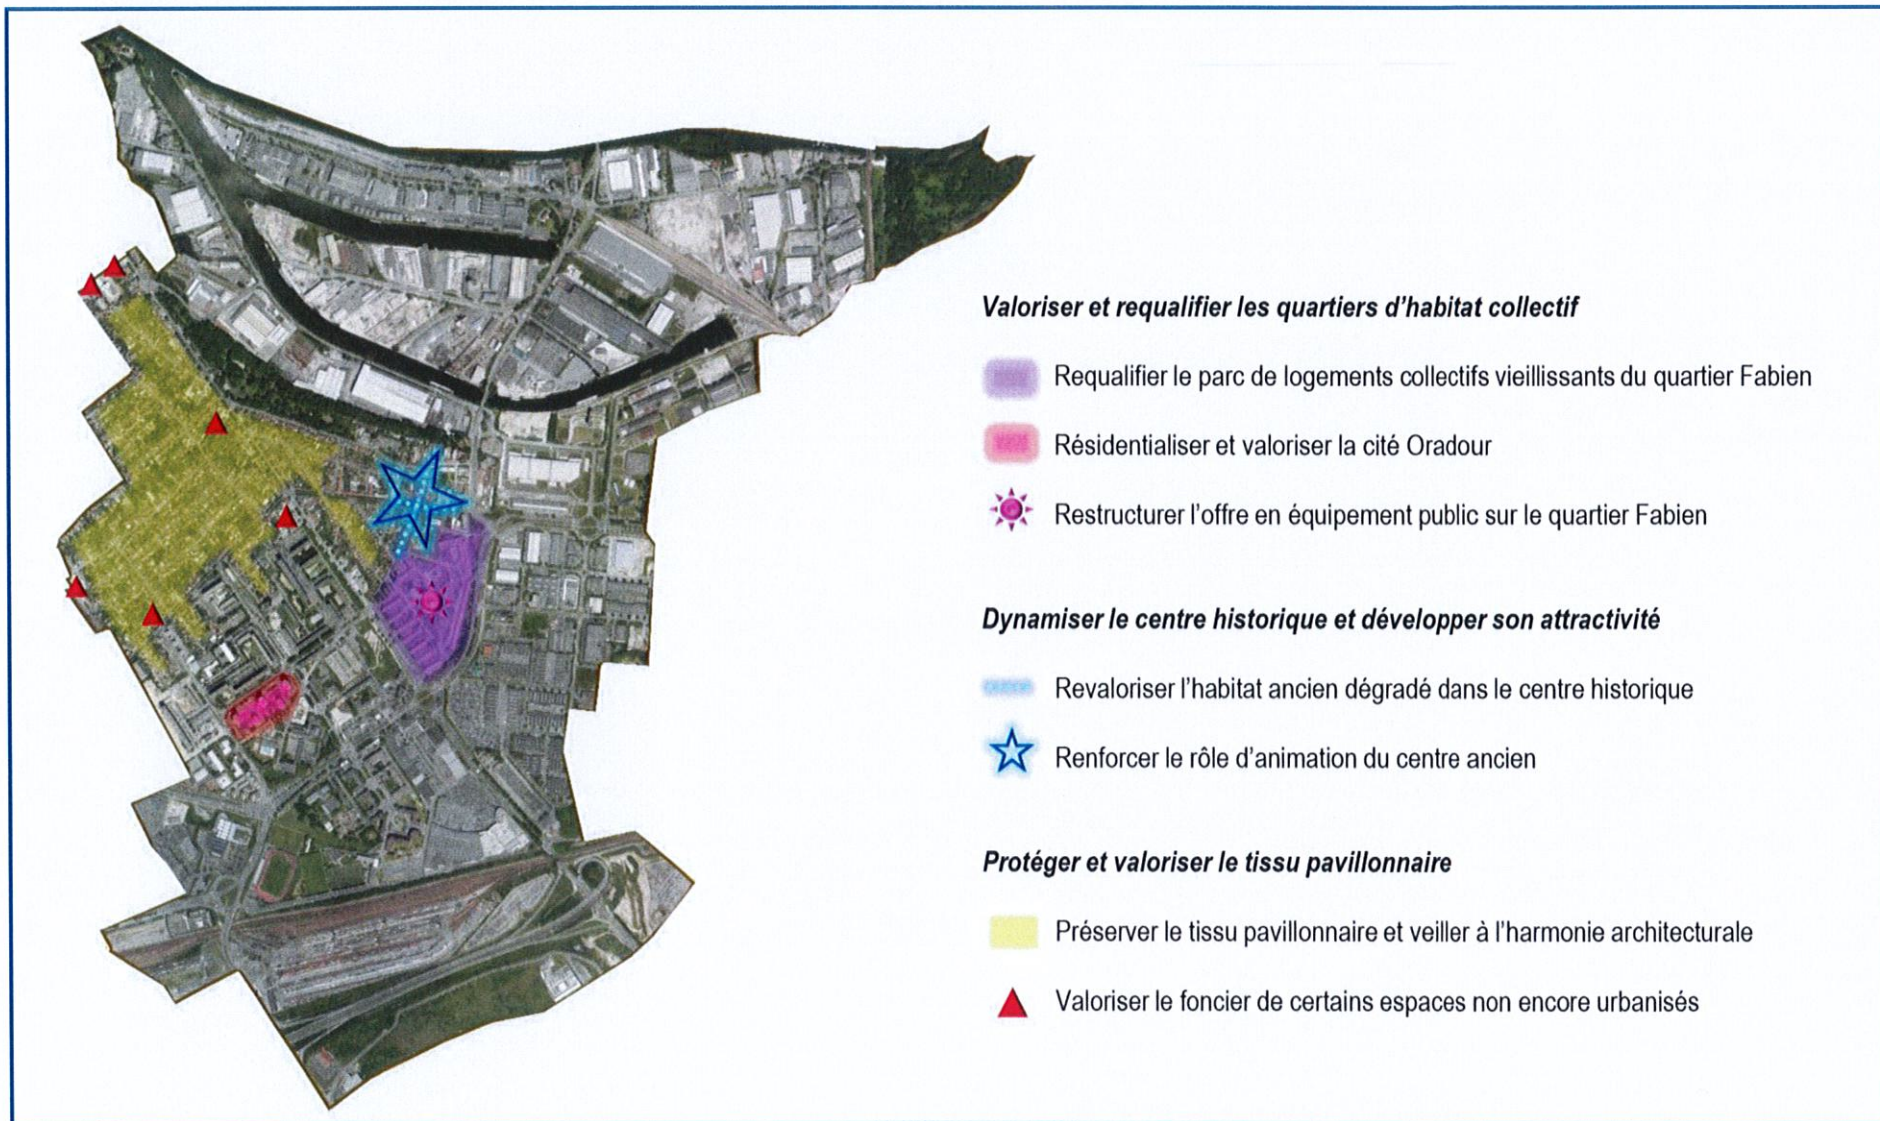 Valoriser et requalifier les quartiers d'habitat collectif
Requalifier le parc de logements collectifs vieillissants du quartier Fabien
Résidentialiser et valoriser la cité Oradour
Restructurer l'offre en équipement public sur le quartier Fabien
Dynamiser le centre historique et développer son attractivité
Revaloriser l'habitat ancien dégradé dans le centre historique
Renforcer le rôle d'animation du centre ancien
Protéger et valoriser le tissu pavillonnaire
Préserver le tissu pavillonnaire et veiller à l'harmonie architecturale
Valoriser le foncier de certains espaces non encore urbanisés